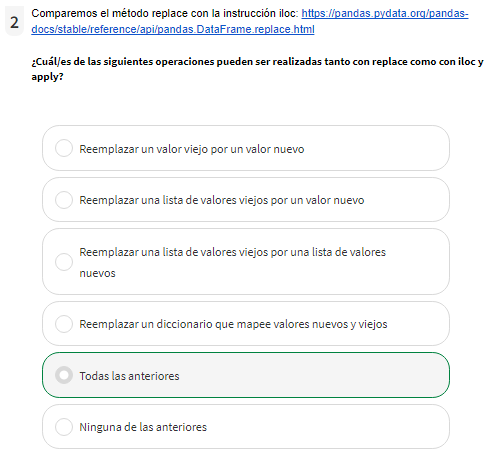 2
Comparemos el método replace con la instrucción iloc: https://pandas.pydata.org/pandas-
docs/stable/reference/api/pandas.DataFrame.replace.html
¿Cuál/es de las siguientes operaciones pueden ser realizadas tanto con replace como con iloc y
apply?
Reemplazar un valor viejo por un valor nuevo
Reemplazar una lista de valores viejos por un valor nuevo
Reemplazar una lista de valores viejos por una lista de valores
nuevos
Reemplazar un diccionario que mapee valores nuevos y viejos
Todas las anteriores
Ninguna de las anteriores